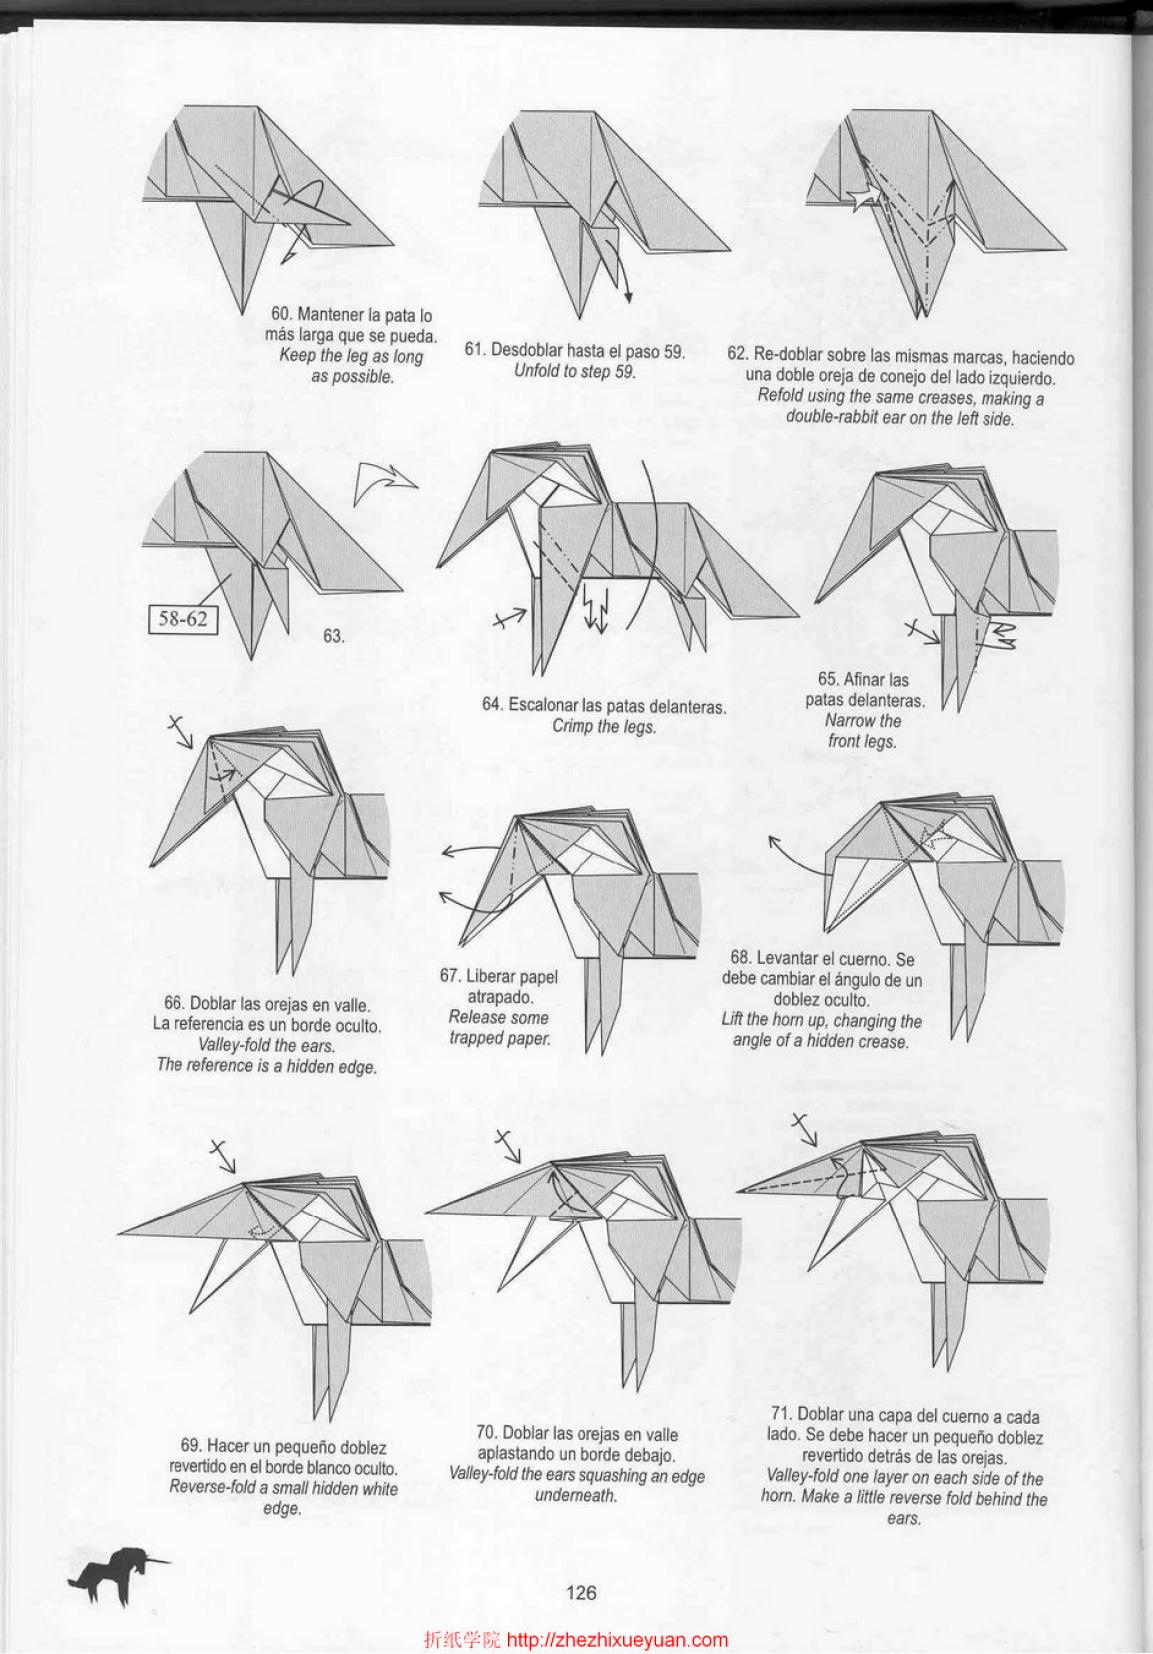 60. Mantener la pata lo
más larga que se pueda.
Keep the leg as long
as possible.
61. Desdoblar hasta el paso 59.
Unfold to step 59.
62. Re-doblar sobre las mismas marcas, haciendo
una doble oreja de conejo del lado izquierdo.
Refold using the same creases, making a
double-rabbit ear on the left side.
58-62
63.
64. Escalonar las patas delanteras.
Crimp the legs.
65. Afinar las
patas delanteras.
Narrow the
front legs.
66. Doblar las orejas en valle.
La referencia es un borde oculto.
Valley-fold the ears.
The reference is a hidden edge.
67. Liberar papel
atrapado.
Release some
trapped paper.
68. Levantar el cuerno. Se
debe cambiar el ángulo de un
doblez oculto.
Lift the horn up, changing the
angle of a hidden crease.
69. Hacer un pequeño doblez
revertido en el borde blanco oculto.
Reverse-fold a small hidden white
edge.
70. Doblar las orejas en valle
aplastando un borde debajo.
Valley-fold the ears squashing an edge
underneath.
71. Doblar una capa del cuerno a cada
lado. Se debe hacer un pequeño doblez
revertido detrás de las orejas.
Valley-fold one layer on each side of the
horn. Make a little reverse fold behind the
ears.
126
折纸学院 http://zhezhixueyuan.com